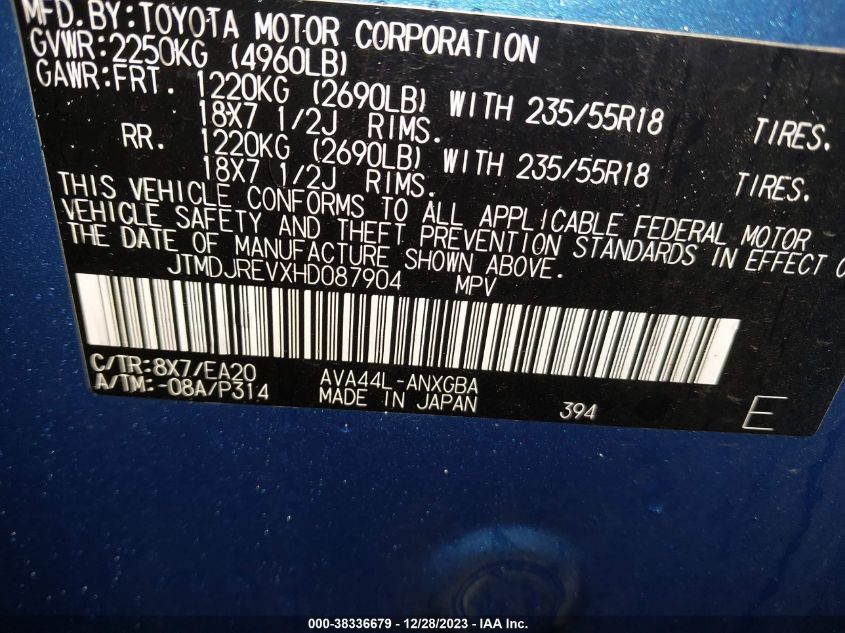 MFD.BY:TOYOTA MOTOR CORPORATION
GVWR:2250KG (4960LB)
GAWR:FRT. 1220KG (2690LB) WITH 235/55R18 TIRES.
18X7 1/2J RIMS.
RR. 1220KG (2690LB) WITH 235/55R18 TIRES.
18X7 1/2J RIMS.
THIS VEHICLE CONFORMS TO ALL APPLICABLE FEDERAL MOTOR
VEHICLE SAFETY AND THEFT PREVENTION STANDARDS IN EFFECT
THE DATE OF MANUFACTURE SHOWN ABOVE.
JTMDJREVXHD087904 MPV
C/TR:8X7/EA20 AVA44L-ANXGBA
A/TM:-08A/P314 MADE IN JAPAN 394 E
000-38336679 / 12/28/2023 / IAA Inc.